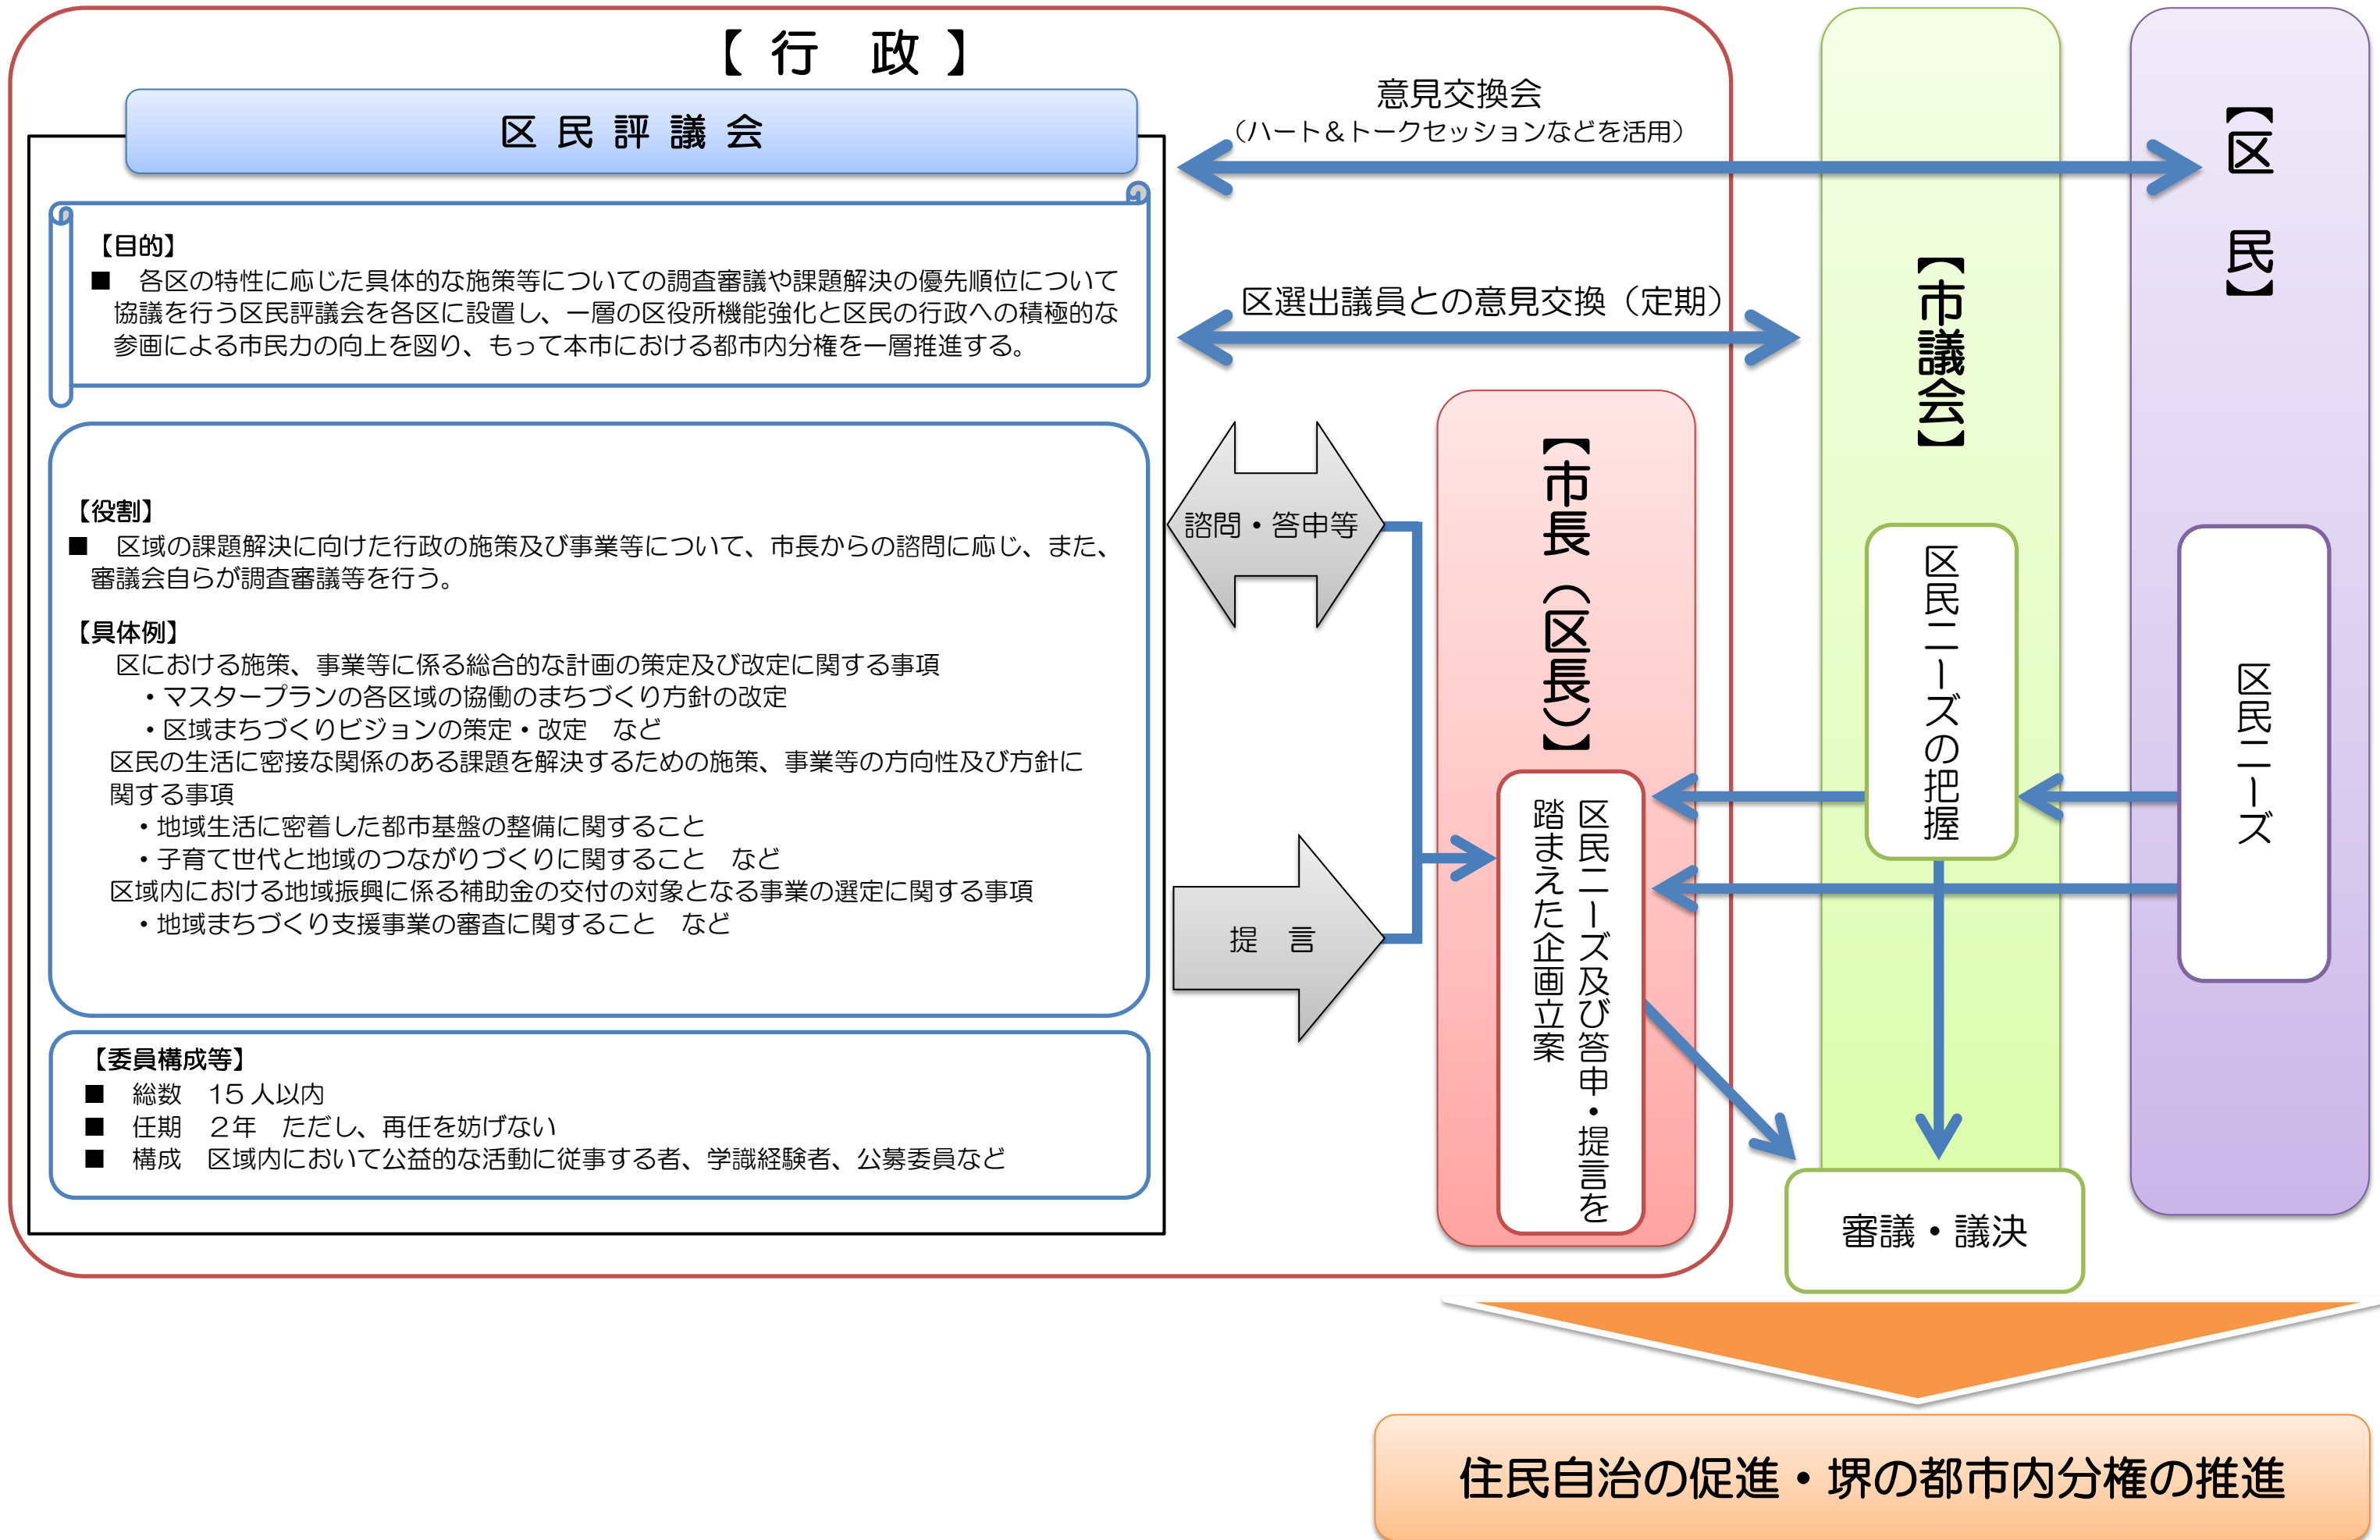 【 行　政 】
区 民 評 議 会
【目的】
■　各区の特性に応じた具体的な施策等についての調査審議や課題解決の優先順位について
協議を行う区民評議会を各区に設置し、一層の区役所機能強化と区民の行政への積極的な
参画による市民力の向上を図り、もって本市における都市内分権を一層推進する。
【役割】
■　区域の課題解決に向けた行政の施策及び事業等について、市長からの諮問に応じ、また、
審議会自らが調査審議等を行う。
【具体例】
区における施策、事業等に係る総合的な計画の策定及び改定に関する事項
・マスタープランの各区域の協働のまちづくり方針の改定
・区域まちづくりビジョンの策定・改定　など
区民の生活に密接な関係のある課題を解決するための施策、事業等の方向性及び方針に
関する事項
・地域生活に密着した都市基盤の整備に関すること
・子育て世代と地域のつながりづくりに関すること　など
区域内における地域振興に係る補助金の交付の対象となる事業の選定に関する事項
・地域まちづくり支援事業の審査に関すること　など
【委員構成等】
■　総数　15 人以内
■　任期　２年　ただし、再任を妨げない
■　構成　区域内において公益的な活動に従事する者、学識経験者、公募委員など
意見交換会
（ハート＆トークセッションなどを活用）
区選出議員との意見交換（定期）
諮問・答申等
提　言
【市長（区長）】
区民ニーズ及び答申・提言を
踏まえた企画立案
【市議会】
区民ニーズの把握
審議・議決
【区　民】
区民ニーズ
住民自治の促進・堺の都市内分権の推進